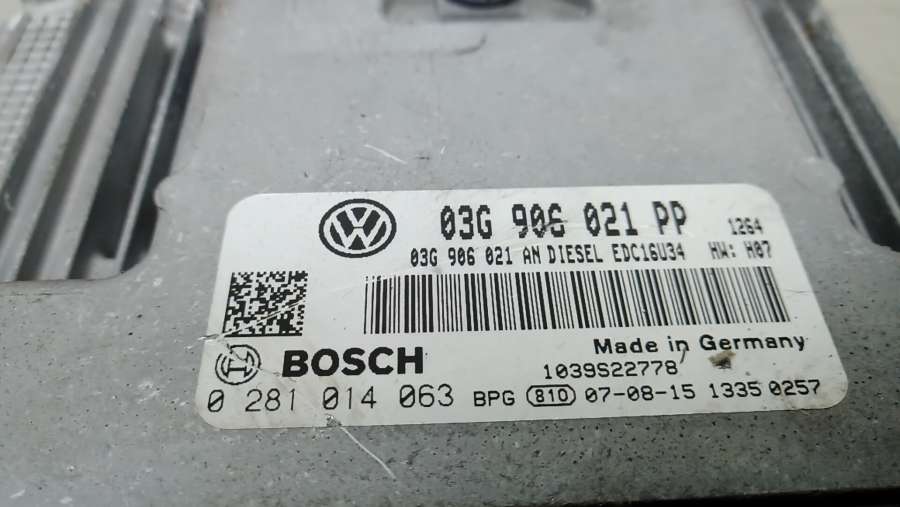 03G 906 021 PP 1264
03G 906 021 AN DIESEL EDC16U34 HW: H07
Made in Germany
BOSCH 1039S22778
0 281 014 063 BPG 810 07-08-15 1335 0257